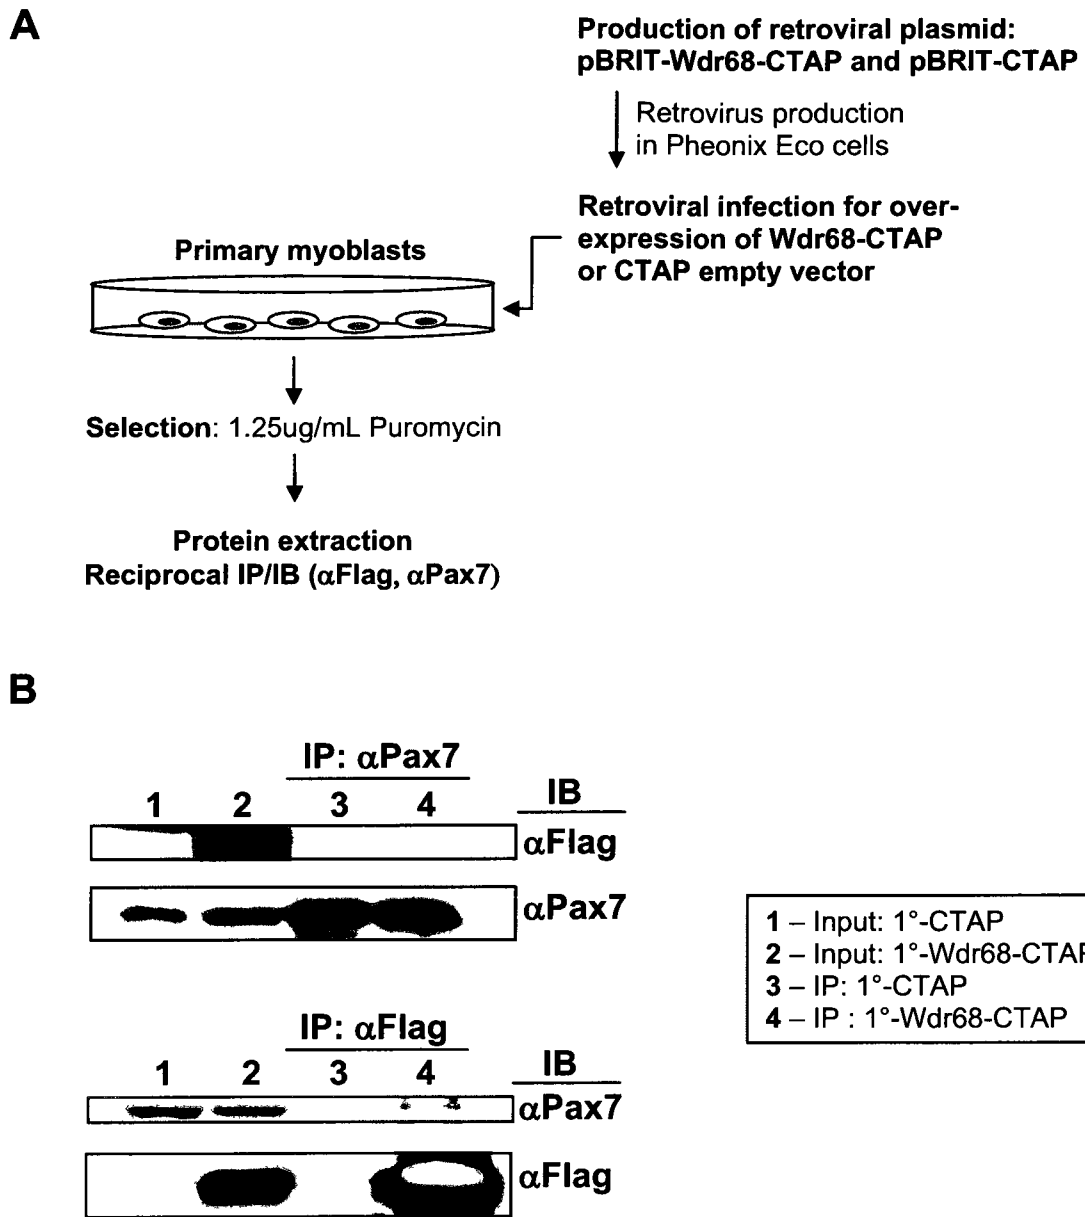 A
Production of retroviral plasmid:
pBRIT-Wdr68-CTAP and pBRIT-CTAP
Retrovirus production
in Pheonix Eco cells
Retroviral infection for over-
expression of Wdr68-CTAP
or CTAP empty vector
Primary myoblasts
Selection: 1.25ug/mL Puromycin
Protein extraction
Reciprocal IP/IB (αFlag, αPax7)
B
IP: αPax7
1 2 3 4 IB
αFlag
αPax7
1 – Input: 1°-CTAP
2 – Input: 1°-Wdr68-CTAP
3 – IP: 1°-CTAP
4 – IP : 1°-Wdr68-CTAP
IP: αFlag
1 2 3 4 IB
αPax7
αFlag